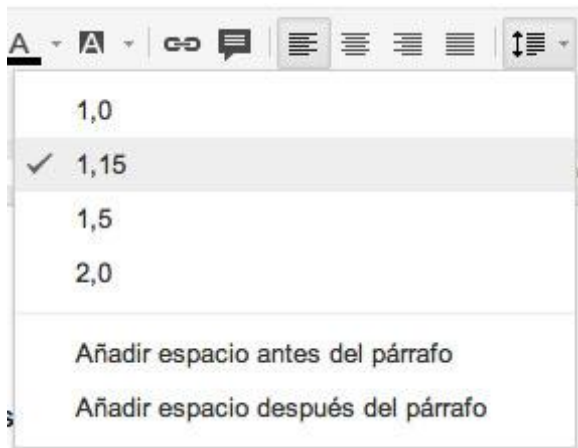 A A
1,0
1,15
1,5
2,0
Añadir espacio antes del párrafo
Añadir espacio después del párrafo
s